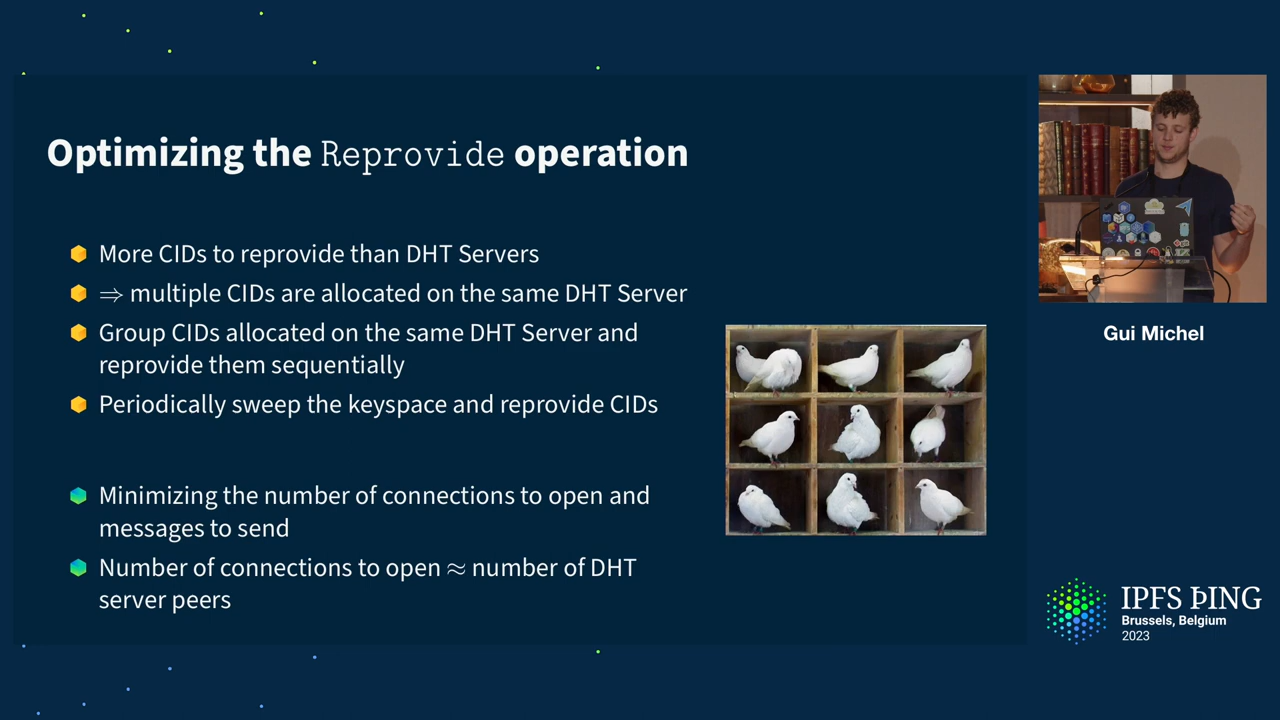 Optimizing the Reprovide operation
More CIDs to reprovide than DHT Servers
⇒ multiple CIDs are allocated on the same DHT Server
Group CIDs allocated on the same DHT Server and
reprovide them sequentially
Periodically sweep the keyspace and reprovide CIDs
Minimizing the number of connections to open and
messages to send
Number of connections to open ≈ number of DHT
server peers
Gui Michel
IPFS ÞING
Brussels, Belgium
2023